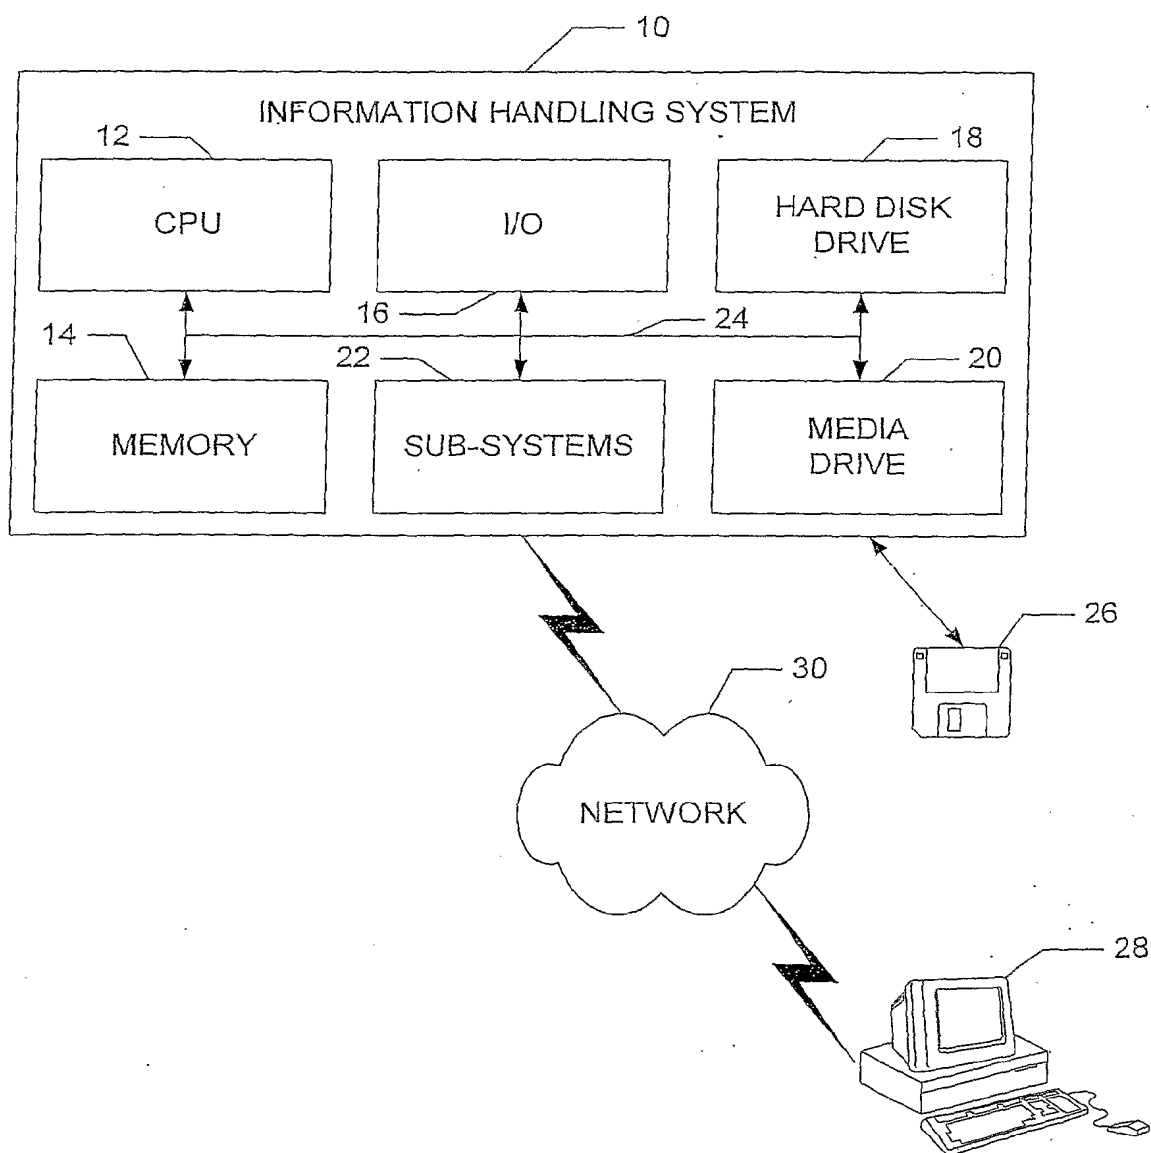 10
INFORMATION HANDLING SYSTEM
12
18
CPU
I/O
HARD DISK
DRIVE
16
24
14
22
20
MEMORY
SUB-SYSTEMS
MEDIA
DRIVE
26
30
NETWORK
28